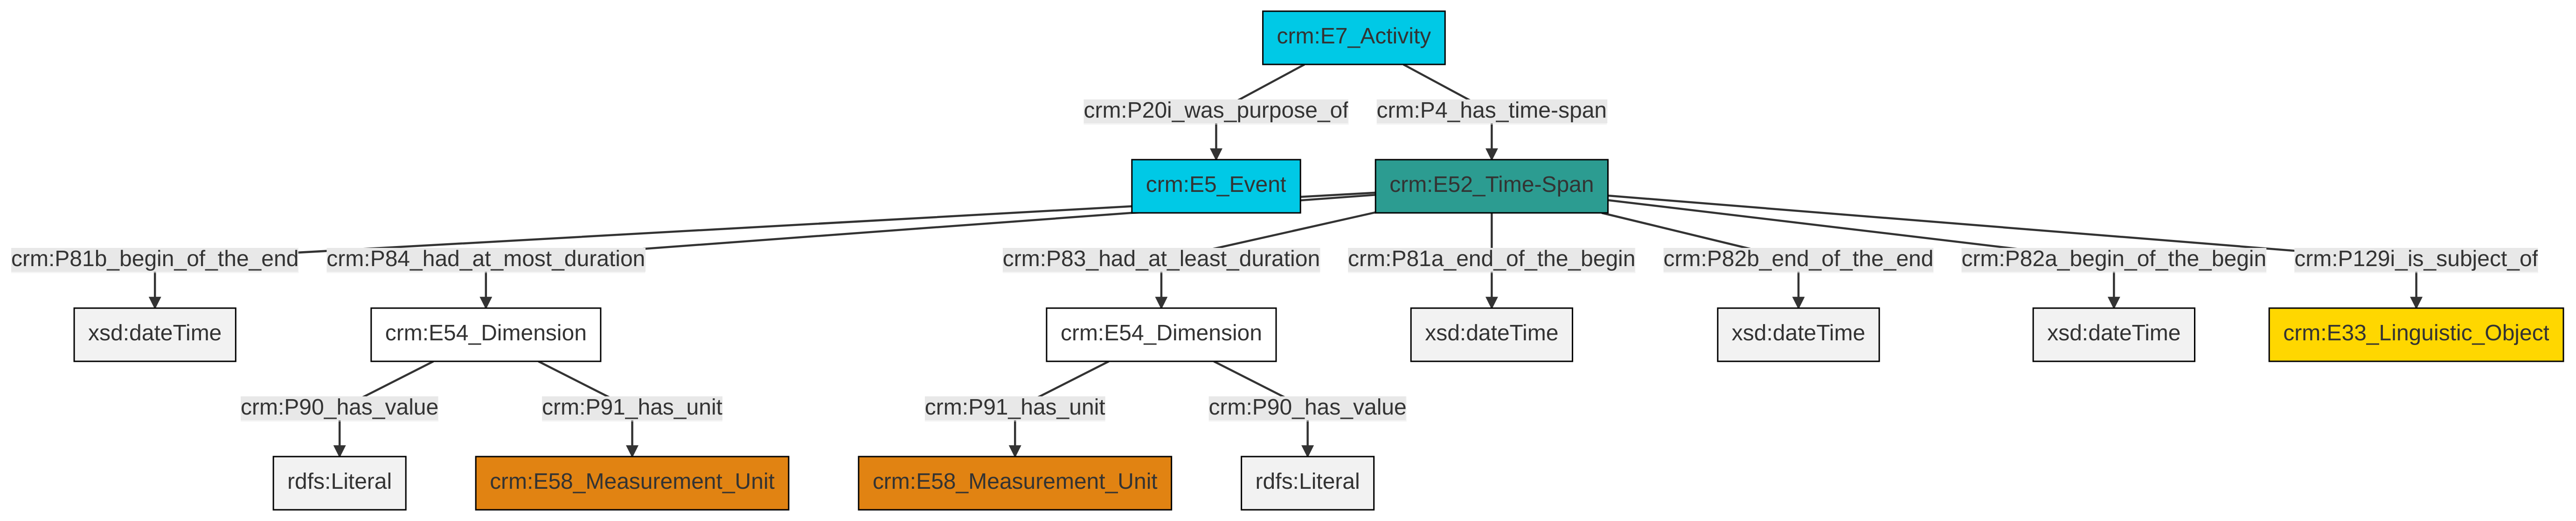 crm:E7_Activity
crm:P20i_was_purpose_of
crm:P4_has_time-span
crm:E5_Event
crm:E52_Time-Span
crm:P81b_begin_of_the_end
crm:P84_had_at_most_duration
crm:P83_had_at_least_duration
crm:P81a_end_of_the_begin
crm:P82b_end_of_the_end
crm:P82a_begin_of_the_begin
crm:P129i_is_subject_of
xsd:dateTime
crm:E54_Dimension
crm:E54_Dimension
xsd:dateTime
xsd:dateTime
xsd:dateTime
crm:E33_Linguistic_Object
crm:P90_has_value
crm:P91_has_unit
crm:P91_has_unit
crm:P90_has_value
rdfs:Literal
crm:E58_Measurement_Unit
crm:E58_Measurement_Unit
rdfs:Literal